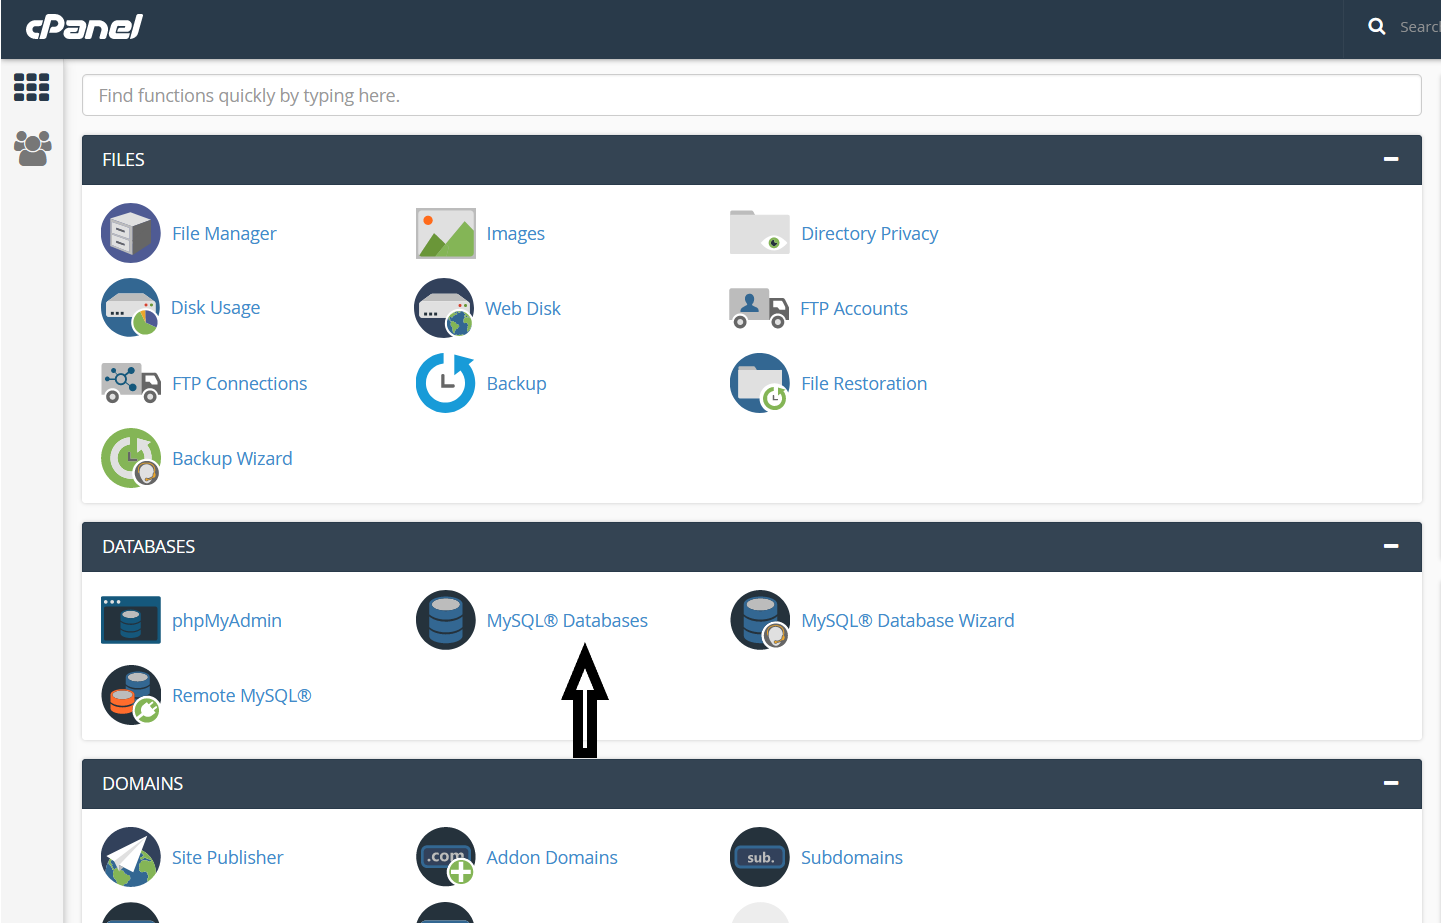 cPanel
Search
Find functions quickly by typing here.
FILES
File Manager
Images
Directory Privacy
Disk Usage
Web Disk
FTP Accounts
FTP Connections
Backup
File Restoration
Backup Wizard
DATABASES
phpMyAdmin
MySQL® Databases
MySQL® Database Wizard
Remote MySQL®
DOMAINS
Site Publisher
.com
Addon Domains
sub.
Subdomains